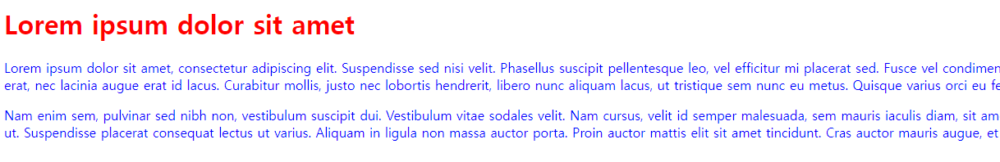 Lorem ipsum dolor sit amet
Lorem ipsum dolor sit amet, consectetur adipiscing elit. Suspendisse sed nisi velit. Phasellus suscipit pellentesque leo, vel efficitur mi placerat sed. Fusce vel condimen
erat, nec lacinia augue erat id lacus. Curabitur mollis, justo nec lobortis hendrerit, libero nunc aliquam lacus, ut tristique sem nunc eu metus. Quisque varius orci eu fe
Nam enim sem, pulvinar sed nibh non, vestibulum suscipit dui. Vestibulum vitae sodales velit. Nam cursus, velit id semper malesuada, sem mauris iaculis diam, sit am
ut. Suspendisse placerat consequat lectus ut varius. Aliquam in ligula non massa auctor porta. Proin auctor mattis elit sit amet tincidunt. Cras auctor mauris augue, et